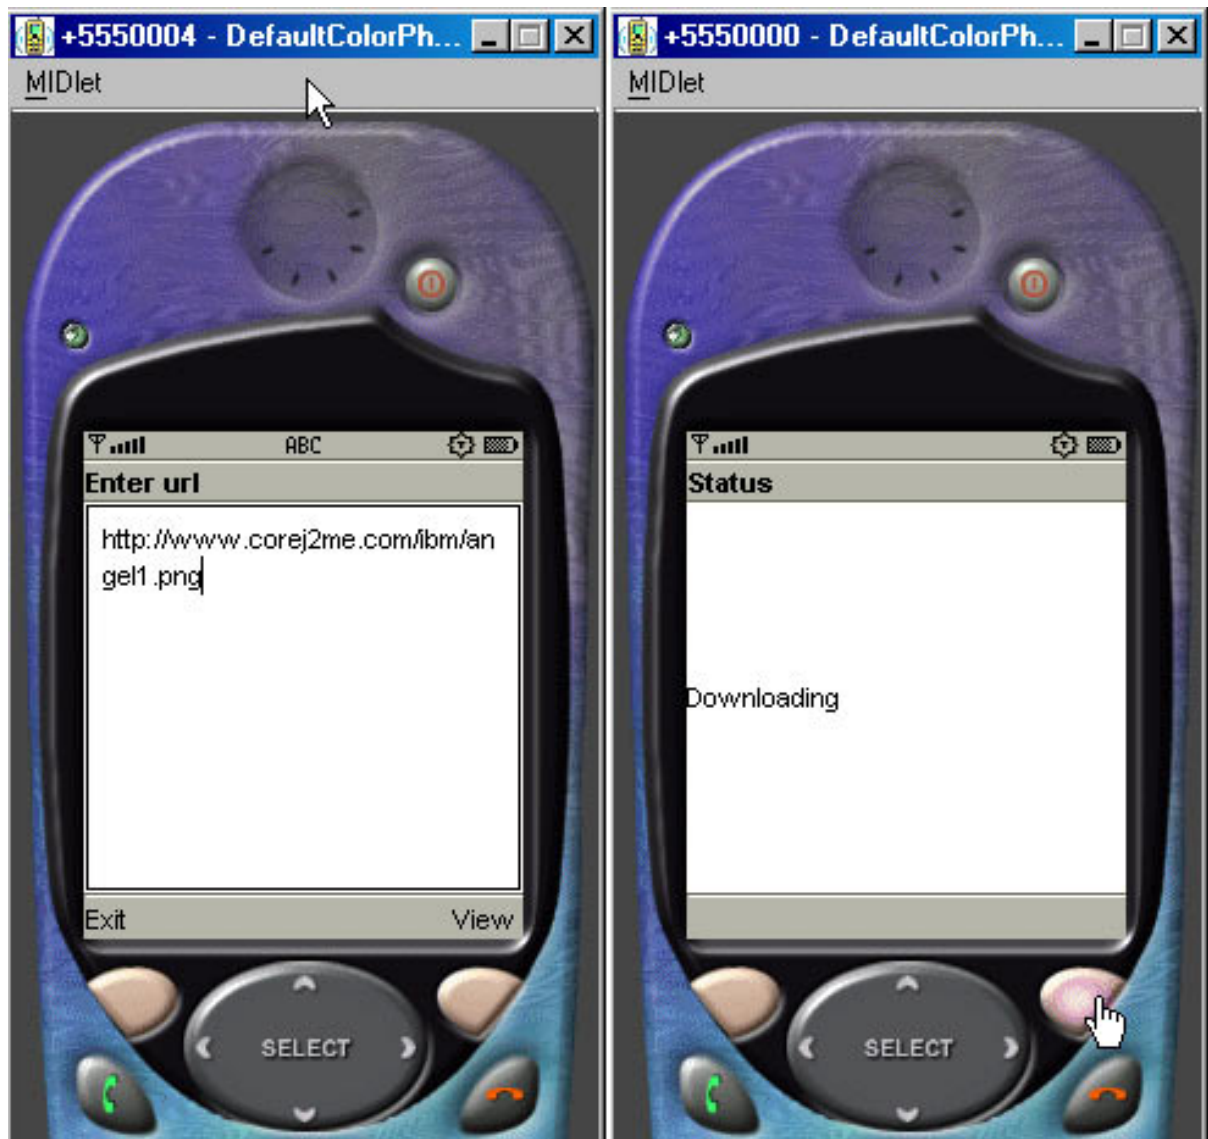 +5550004 - DefaultColorPh...
MIDlet
ABC
Enter url
http://www.corej2me.com/ibm/an
gel1.png
Exit View
SELECT
+5550000 - DefaultColorPh...
MIDlet
Status
Downloading
SELECT